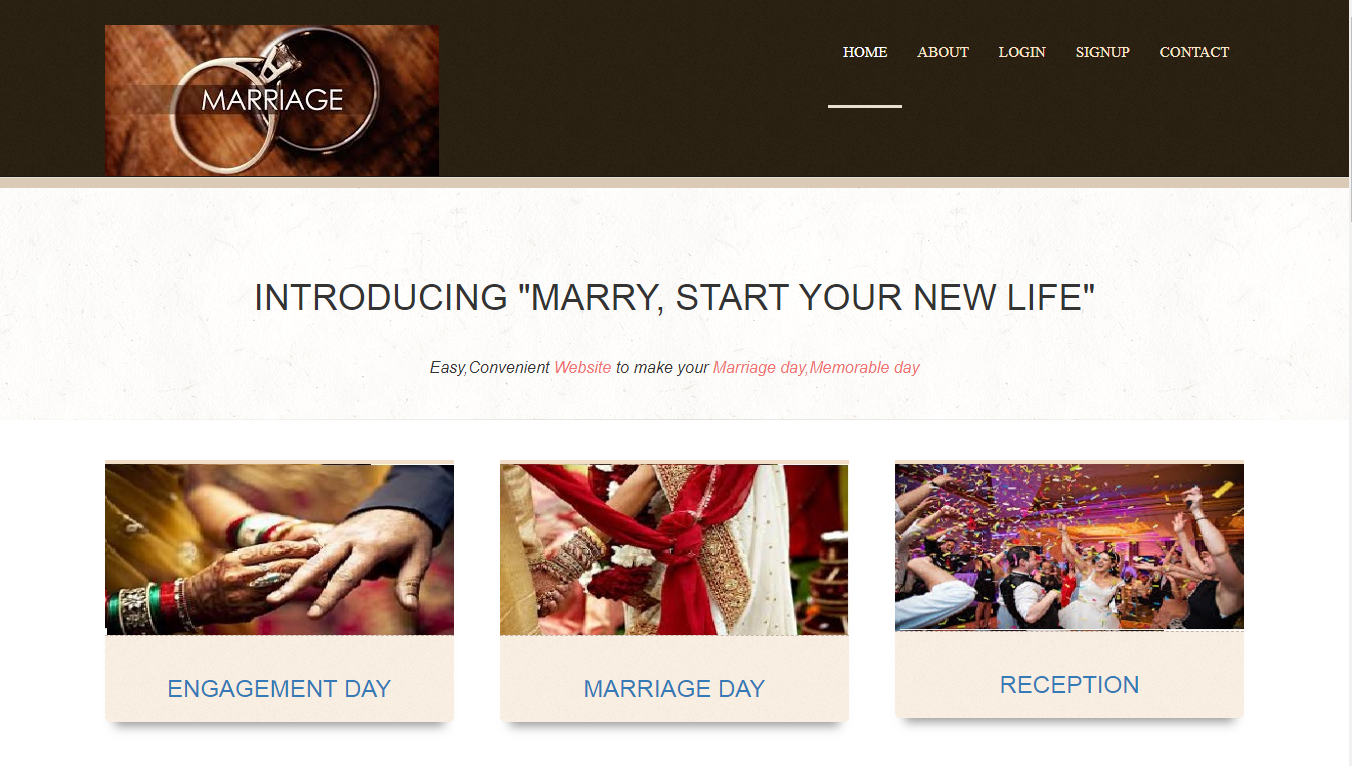 MARRIAGE
HOME ABOUT LOGIN SIGNUP CONTACT
INTRODUCING "MARRY, START YOUR NEW LIFE"
Easy,Convenient Website to make your Marriage day,Memorable day
ENGAGEMENT DAY
MARRIAGE DAY
RECEPTION